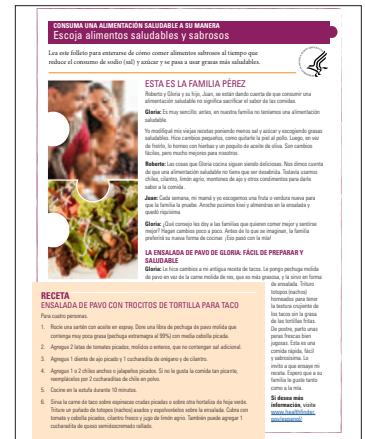 CONSUMA UNA ALIMENTACIÓN SALUDABLE A SU MANERA
Escoja alimentos saludables y sabrosos
Lea este folleto para enterarse de cómo comer alimentos sabrosos al tiempo que
reduce el consumo de sodio (sal) y azúcar y se pasa a usar grasas más saludables.
ESTA ES LA FAMILIA PÉREZ
Roberto y Gloria y su hijo, Juan, se están dando cuenta de que consumir una
alimentación saludable no significa sacrificar el sabor de las comidas.
Gloria: Es muy sencillo: antes, en nuestra familia no teníamos una alimentación
saludable.
Yo modifiqué mis viejas recetas poniendo menos sal y azúcar y escogiendo grasas
saludables. Hice cambios pequeños, como quitarle la piel al pollo. Luego, en vez
de freírlo, lo horneo con hierbas y un poquito de aceite de oliva. Son cambios
fáciles, pero mucho mejores para nosotros.
Roberto: Las cosas que Gloria cocina siguen siendo deliciosas. Nos dimos cuenta
de que una alimentación saludable no tiene que ser desabrida. Todavía usamos
chiles, cilantro, limón agrio, montones de ajo y otros condimentos para darle
sabor a la comida.
Juan: Cada semana, mi mamá y yo escogemos una fruta o verdura nueva para
que la familia la pruebe. Anoche pusimos kiwi y almendras en la ensalada y
quedó riquísima.
Gloria: ¿Qué consejo les doy a las familias que quieren comer mejor y sentirse
mejor? Hagan cambios poco a poco. Antes de lo que se imaginan, la familia
preferirá su nueva forma de cocinar. ¡Eso pasó con la mía!
LA ENSALADA DE PAVO DE GLORIA: FÁCIL DE PREPARAR Y
SALUDABLE
Gloria: Le hice cambios a mi antigua receta de tacos. Le pongo pechuga molida
de pavo en vez de la carne molida de res, que es más grasosa, y la sirvo en forma
de ensalada. Trituro
totopos (nachos)
horneados para tener
la textura crujiente de
los tacos sin la grasa
de las tortillas fritas.
De postre, parto unas
peras frescas bien
jugosas. Esta es una
comida rápida, fácil
y sabrosísima. Lo
invito a que ensaye mi
receta. Espero que a su
familia le guste tanto
como a la mía.
Si desea más
información, visite
www.healthfinder.
gov/espanol/
RECETA
ENSALADA DE PAVO CON TROCITOS DE TORTILLA PARA TACO
Para cuatro personas.
1. Rocíe una sartén con aceite en espray. Dore una libra de pechuga de pavo molida que
contenga muy poca grasa (pechuga extramagra al 99%) con media cebolla picada.
2. Agregue 2 latas de tomates picados, molidos o enteros, que no contengan sal adicional.
3. Agregue 1 diente de ajo picado y 1 cucharadita de orégano y de cilantro.
4. Agregue 1 o 2 chiles anchos o jalapeños picados. Si no le gusta la comida tan picante,
reemplácelos por 2 cucharaditas de chile en polvo.
5. Cocine en la estufa durante 10 minutos.
6. Sirva la carne de taco sobre espinacas crudas picadas o sobre otra hortaliza de hoja verde.
Triture un puñado de totopos (nachos) asados y espolvoréelos sobre la ensalada. Cubra con
tomate y cebolla picados, cilantro fresco y jugo de limón agrio. También puede agregar 1
cucharadita de queso semidescremado rallado.